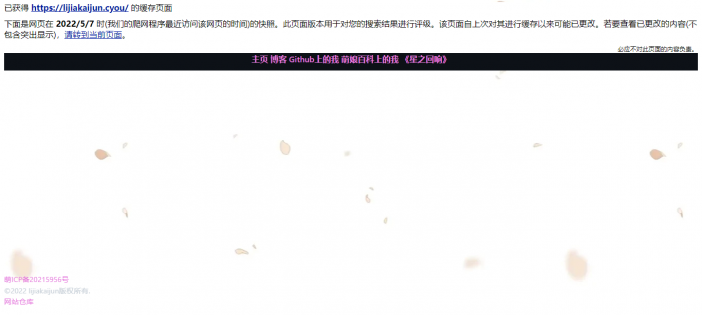 已获得 https://lijiakaijun.cyou/ 的缓存页面
下面是网页在 2022/5/7 时(我们的爬网程序最近访问该网页的时间)的快照。此页面版本用于对您的搜索结果进行评级。该页面自上次对其进行缓存以来可能已更改。若要查看已更改的内容(不
包含突出显示)，请转到当前页面。
必应不对此页面的内容负责。
主页 博客 Github上的我 萌娘百科上的我 《星之回响》
萌ICP备20215956号
©2022 lijiakaijun版权所有.
网站仓库